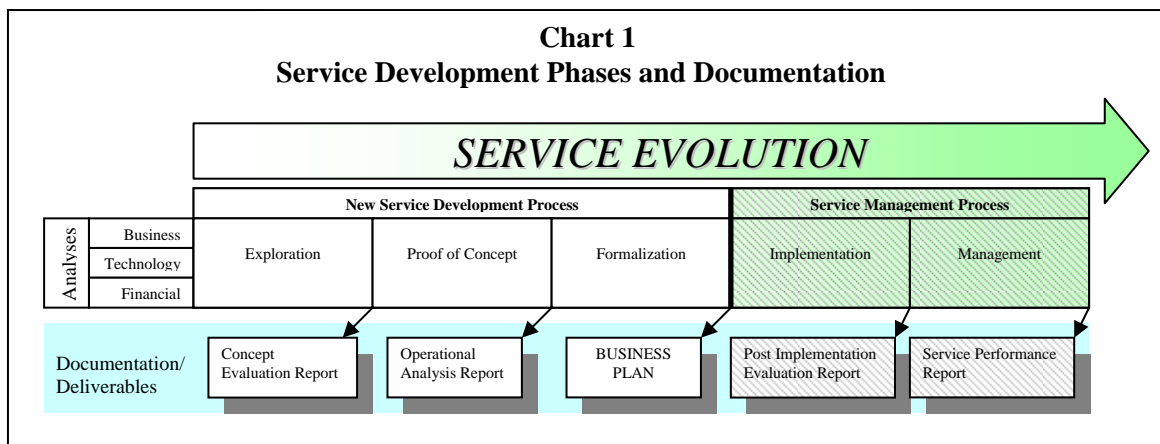 Chart 1
Service Development Phases and Documentation
SERVICE EVOLUTION
New Service Development Process
Service Management Process
Analyses
Business
Technology
Financial
Exploration
Proof of Concept
Formalization
Implementation
Management
Documentation/
Deliverables
Concept
Evaluation Report
Operational
Analysis Report
BUSINESS
PLAN
Post Implementation
Evaluation Report
Service Performance
Report